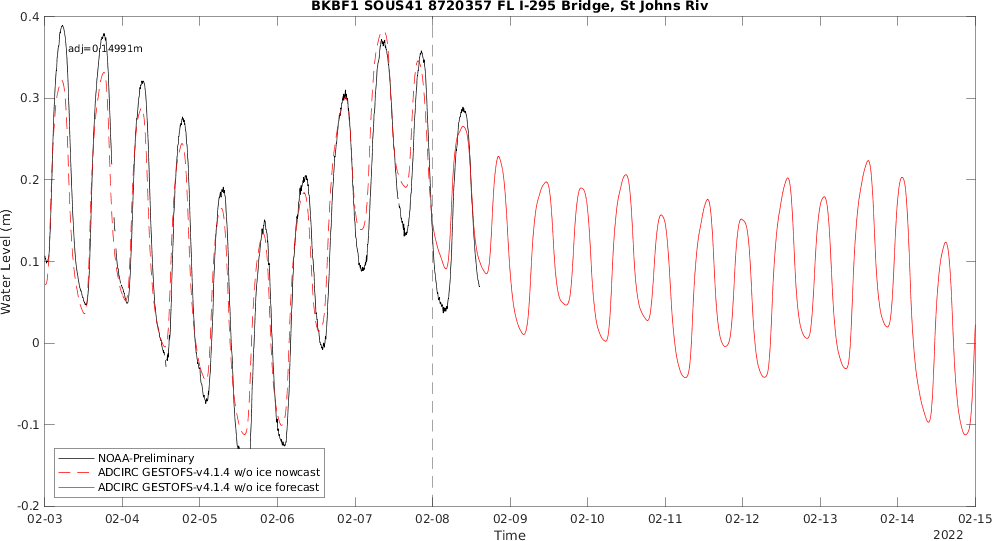 BKBF1 SOUS41 8720357 FL I-295 Bridge, St Johns Riv
0.4
0.3
0.2
0.1
0
-0.1
-0.2
Water Level (m)
adj=0.14991m
NOAA-Preliminary
ADCIRC GESTOFS-v4.1.4 w/o ice nowcast
ADCIRC GESTOFS-v4.1.4 w/o ice forecast
02-03 02-04 02-05 02-06 02-07 02-08 02-09 02-10 02-11 02-12 02-13 02-14 02-15
Time
2022